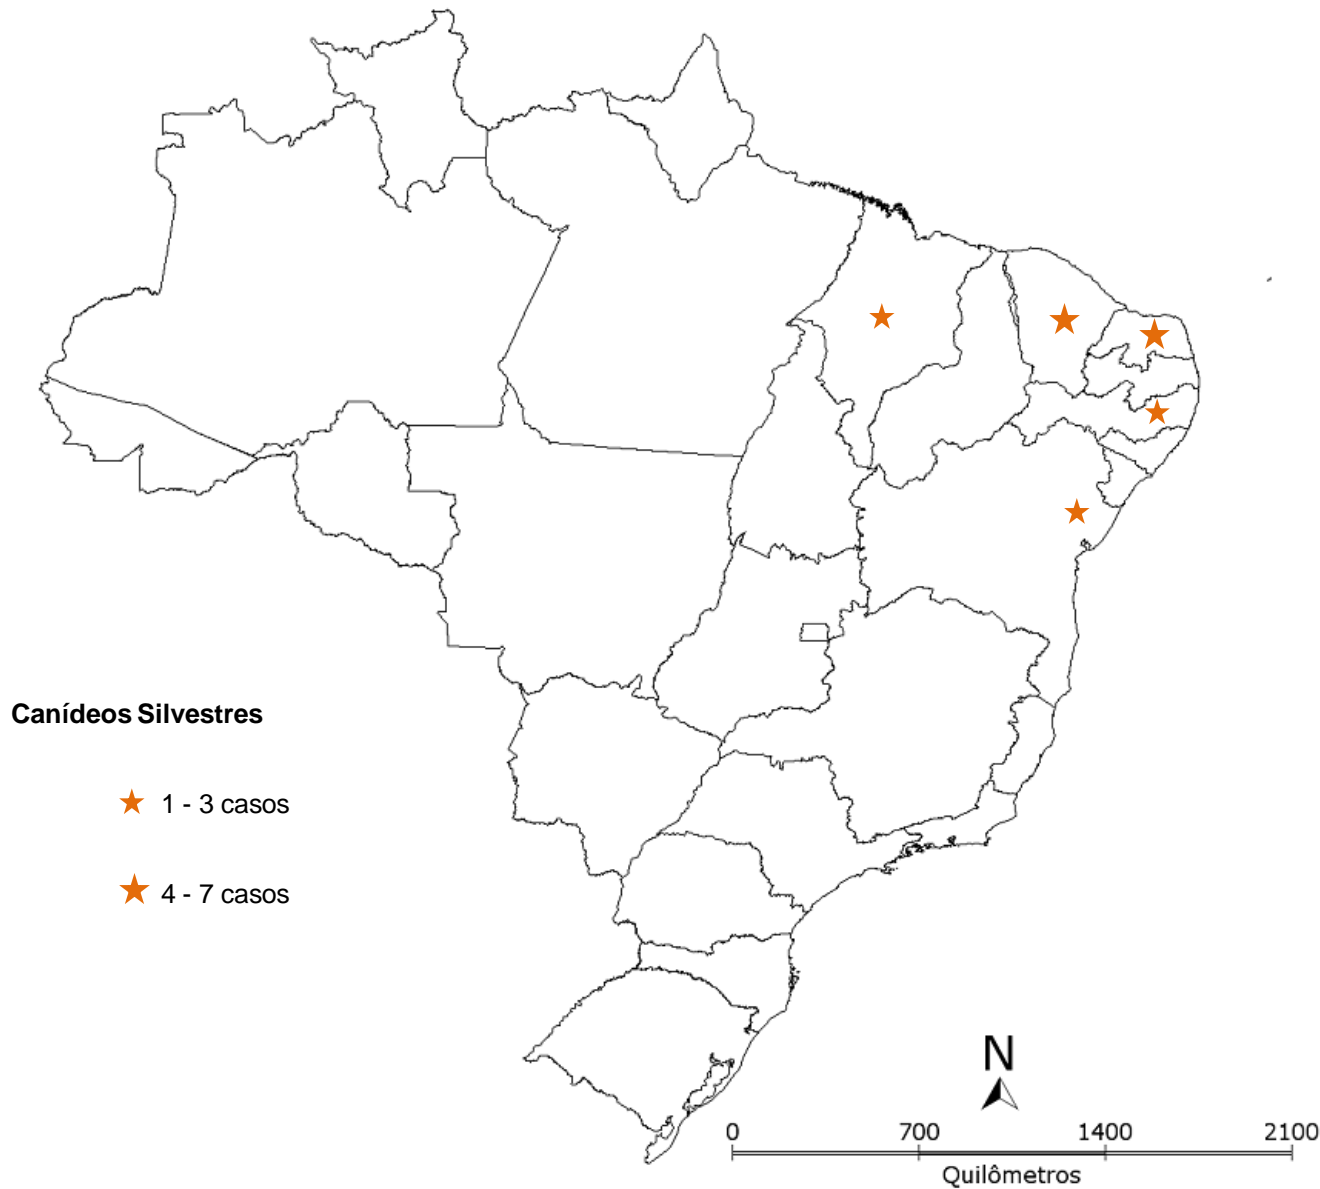 Canídeos Silvestres
1 - 3 casos
4 - 7 casos
N
0 700 1400 2100
Quilômetros